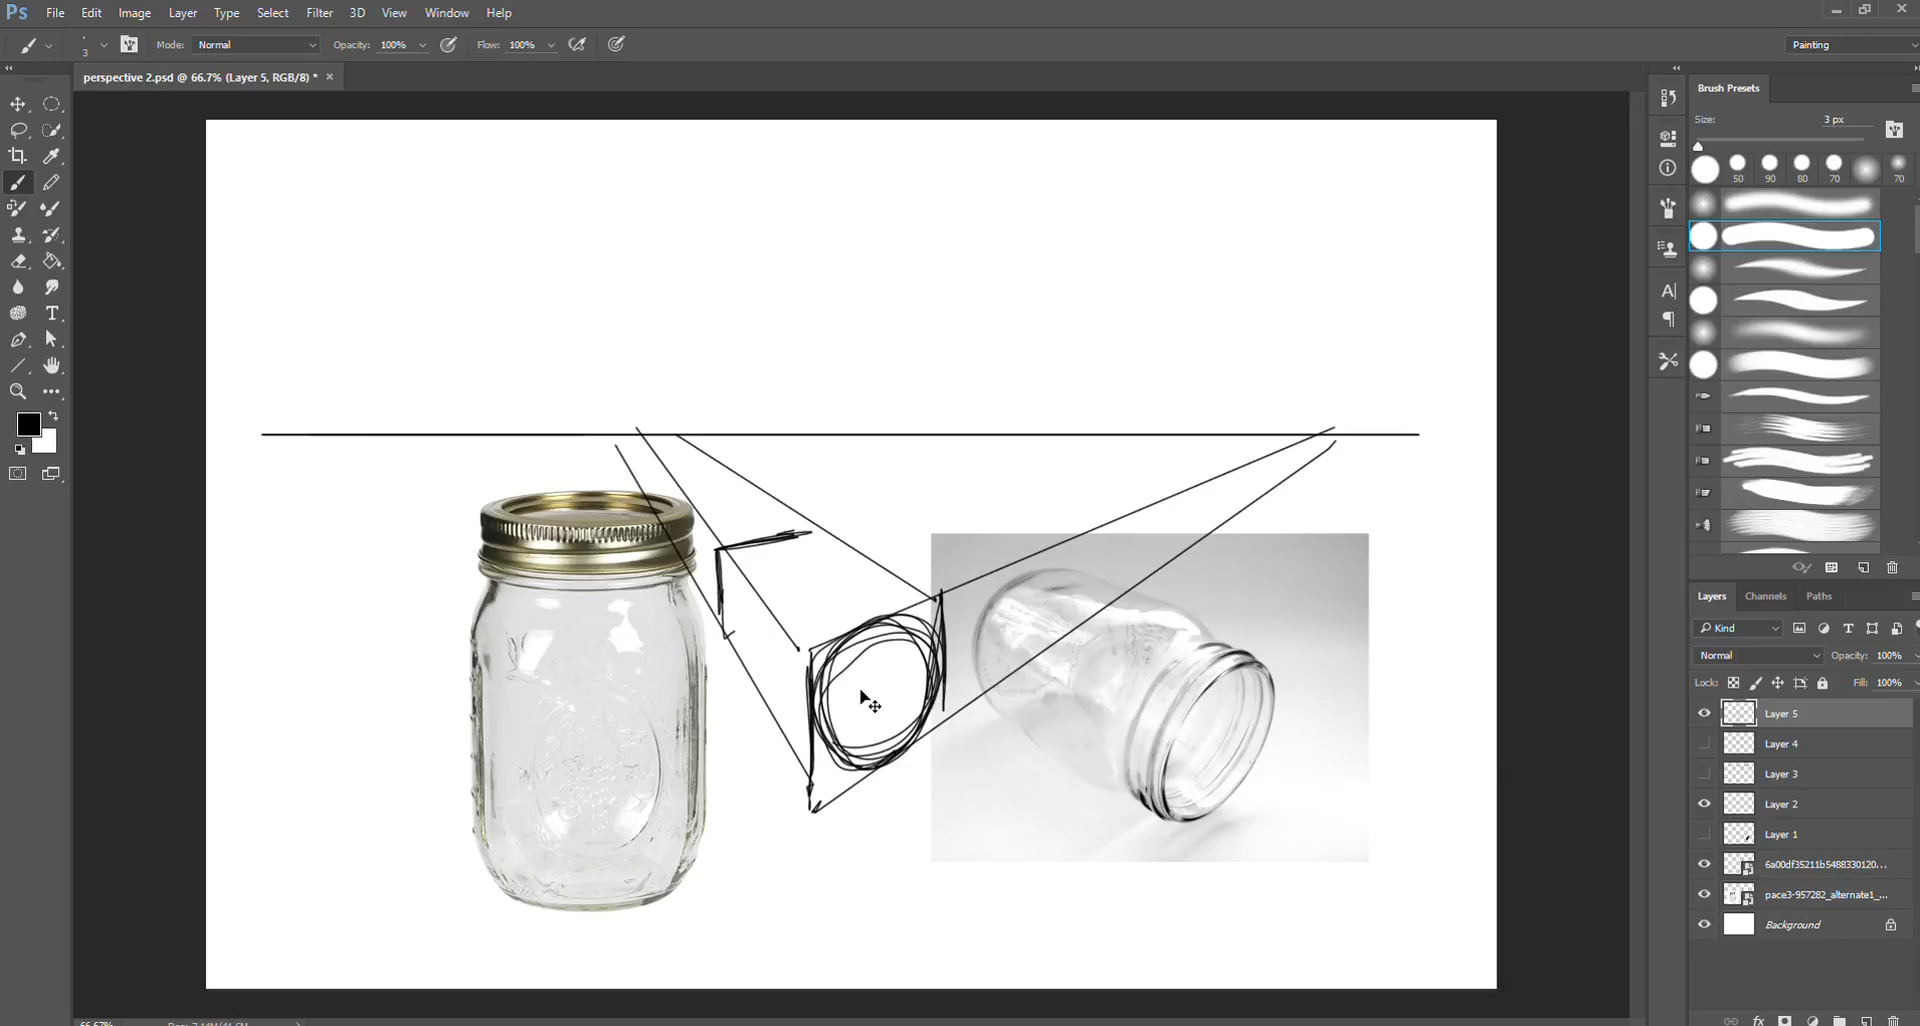 Ps File Edit Image Layer Type Select Filter 3D View Window Help
3 Mode: Normal Opacity: 100% Flow: 100% Painting
perspective 2.psd @ 66.7% (Layer 5, RGB/8) * ×
Brush Presets
Size: 3 px
50 90 80 70 70
Layers Channels Paths
Kind
Normal Opacity: 100%
Lock: Fill: 100%
Layer 5
Layer 4
Layer 3
Layer 2
Layer 1
6a00df35211b5488330120...
pace3-957282_alternate1_...
Background
fx